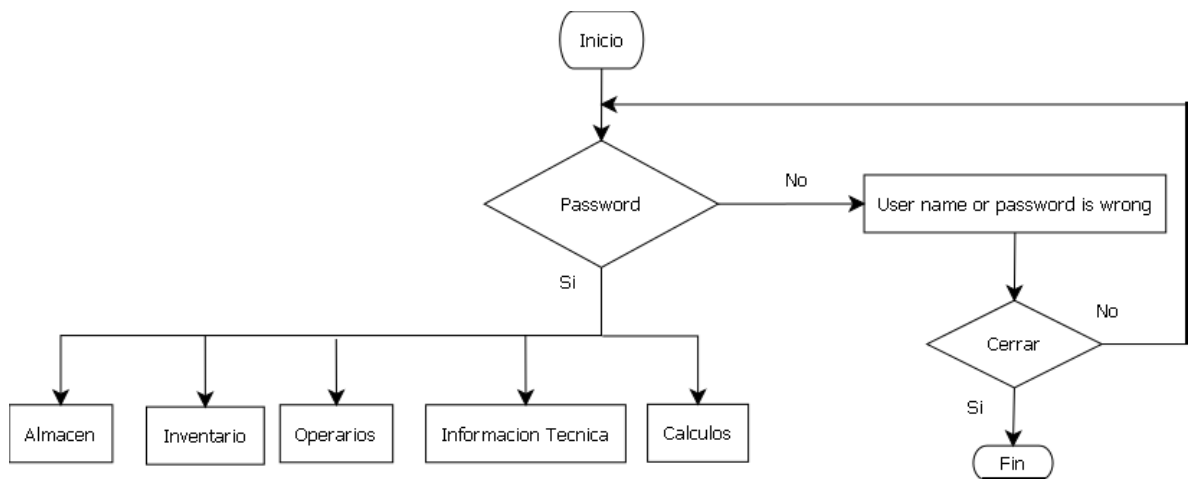 Inicio
Password
No
User name or password is wrong
Si
Cerrar
No
Si
Almacen
Inventario
Operarios
Informacion Tecnica
Calculos
Fin